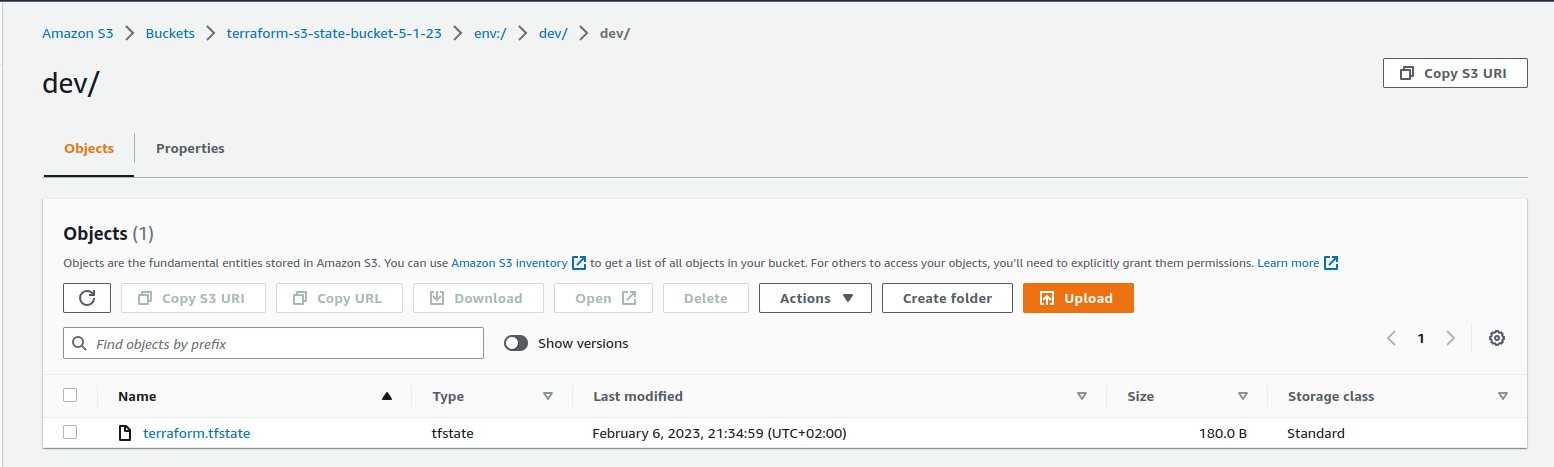 Amazon S3 > Buckets > terraform-s3-state-bucket-5-1-23 > env:/ > dev/ > dev/
dev/
Copy S3 URI
Objects
Properties
Objects (1)
Objects are the fundamental entities stored in Amazon S3. You can use Amazon S3 inventory to get a list of all objects in your bucket. For others to access your objects, you'll need to explicitly grant them permissions. Learn more
Copy S3 URI Copy URL Download Open Delete Actions Create folder Upload
Find objects by prefix
Show versions
1
Name Type Last modified Size Storage class
terraform.tfstate tfstate February 6, 2023, 21:34:59 (UTC+02:00) 180.0 B Standard